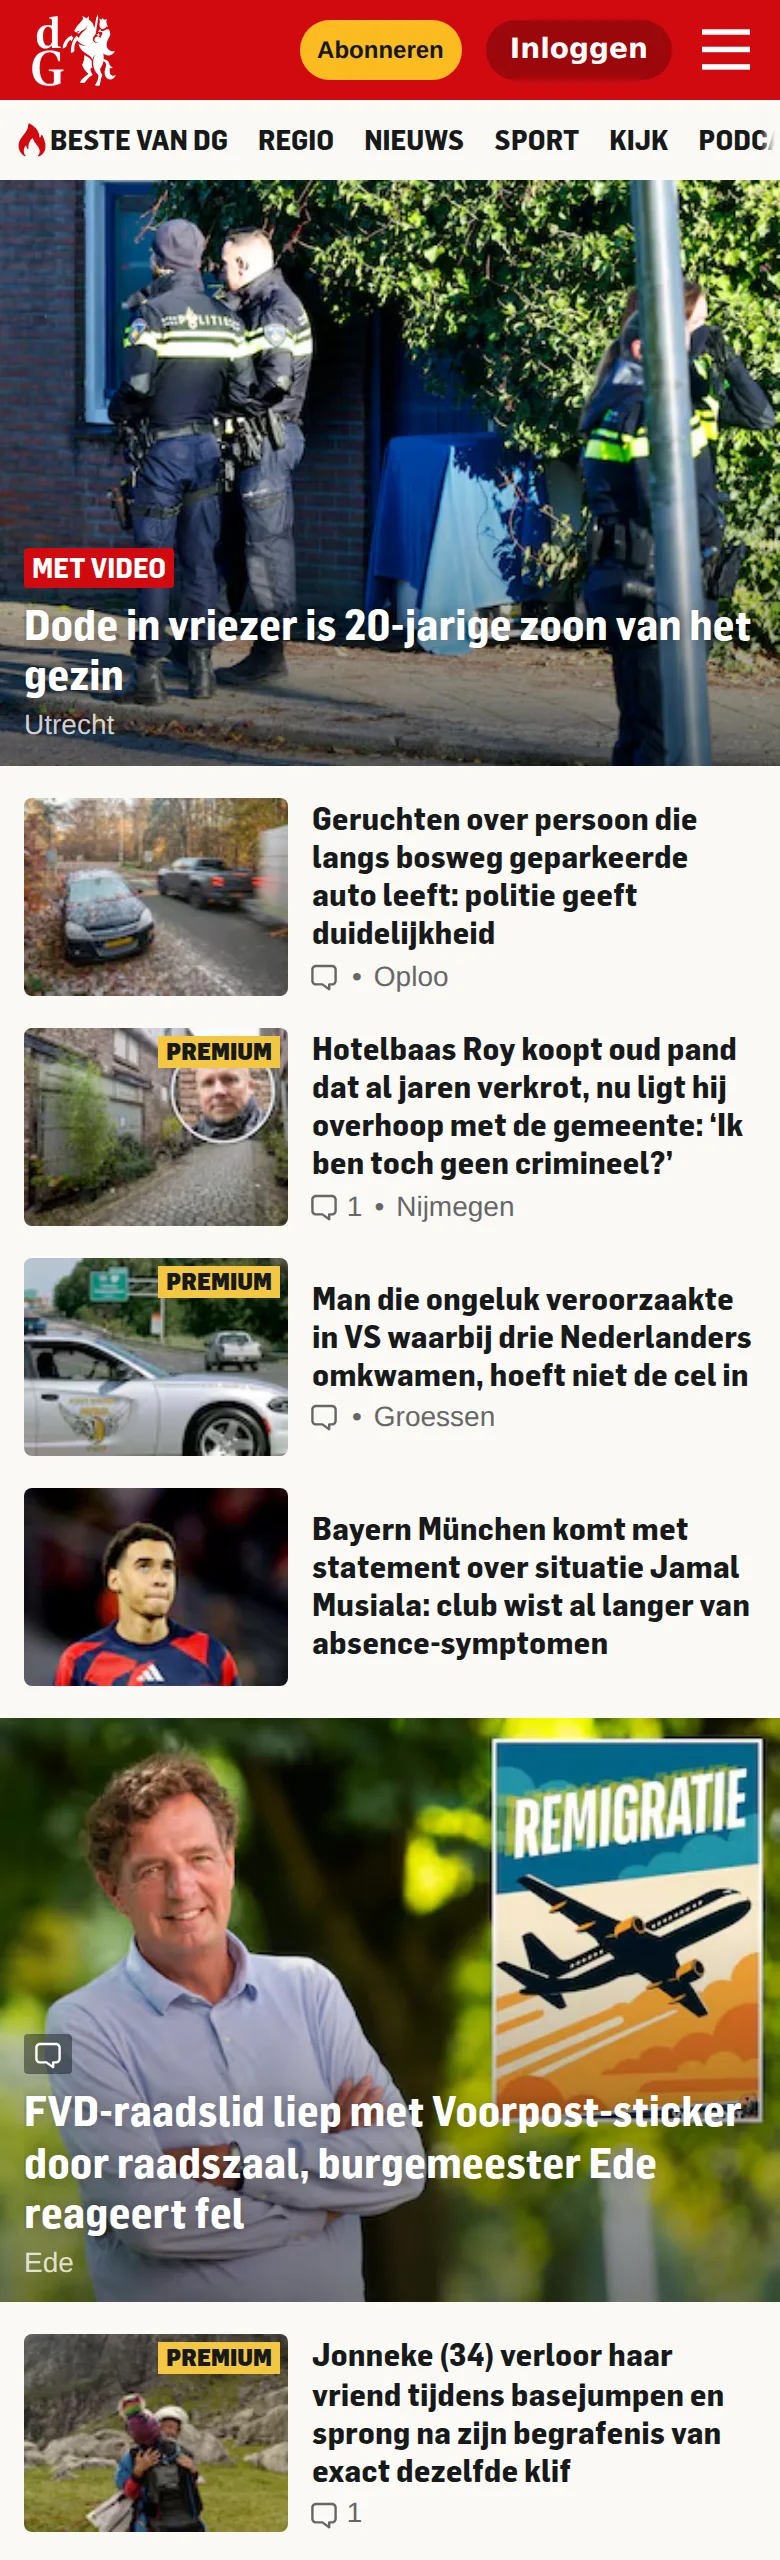 dG
Abonneren
Inloggen
BESTE VAN DG REGIO NIEUWS SPORT KIJK PODCA
POLITIE
MET VIDEO
Dode in vriezer is 20-jarige zoon van het
gezin
Utrecht
Geruchten over persoon die
langs bosweg geparkeerde
auto leeft: politie geeft
duidelijkheid
• Oploo
PREMIUM
Hotelbaas Roy koopt oud pand
dat al jaren verkrot, nu ligt hij
overhoop met de gemeente: ‘Ik
ben toch geen crimineel?’
1 • Nijmegen
PREMIUM
Man die ongeluk veroorzaakte
in VS waarbij drie Nederlanders
omkwamen, hoeft niet de cel in
• Groessen
Bayern München komt met
statement over situatie Jamal
Musiala: club wist al langer van
absence-symptomen
REMIGRATIE
FVD-raadslid liep met Voorpost-sticker
door raadszaal, burgemeester Ede
reageert fel
Ede
PREMIUM
Jonneke (34) verloor haar
vriend tijdens basejumpen en
sprong na zijn begrafenis van
exact dezelfde klif
1